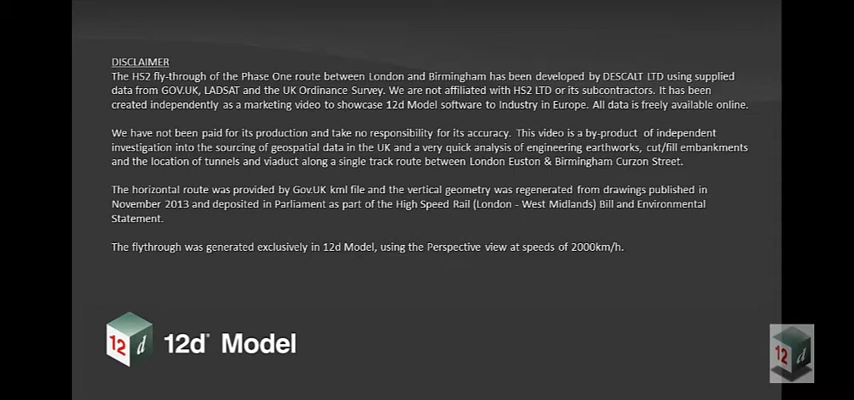 DISCLAIMER
The HS2 fly-through of the Phase One route between London and Birmingham has been developed by DESCALT LTD using supplied
data from GOV.UK, LADSAT and the UK Ordinance Survey. We are not affiliated with HS2 LTD or its subcontractors. It has been
created independently as a marketing video to showcase 12d Model software to Industry in Europe. All data is freely available online.
We have not been paid for its production and take no responsibility for its accuracy. This video is a by-product of independent
investigation into the sourcing of geospatial data in the UK and a very quick analysis of engineering earthworks, cut/fill embankments
and the location of tunnels and viaduct along a single track route between London Euston & Birmingham Curzon Street.
The horizontal route was provided by Gov.UK kml file and the vertical geometry was regenerated from drawings published in
November 2013 and deposited in Parliament as part of the High Speed Rail (London - West Midlands) Bill and Environmental
Statement.
The flythrough was generated exclusively in 12d Model, using the Perspective view at speeds of 2000km/h.
12 d
12d® Model
12 d